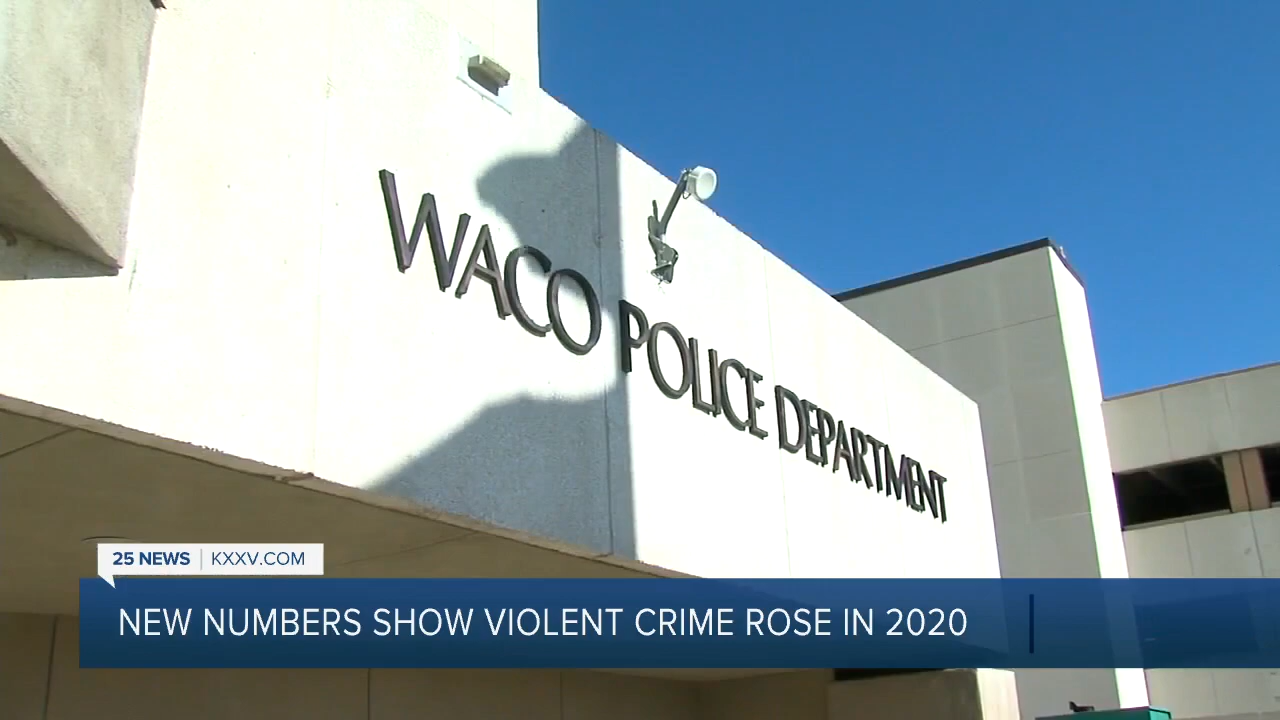 WACO POLICE DEPARTMENT
25 NEWS | KXXV.COM
NEW NUMBERS SHOW VIOLENT CRIME ROSE IN 2020